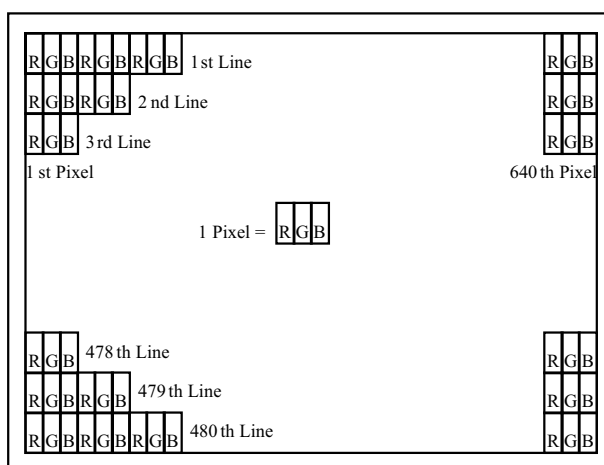 RGBRGBRGB 1st Line RGB
RGBRGB 2nd Line RGB
RGB 3rd Line RGB
1st Pixel 640th Pixel
1 Pixel = RGB
RGB 478th Line RGB
RGBRGB 479th Line RGB
RGBRGBRGB 480th Line RGB